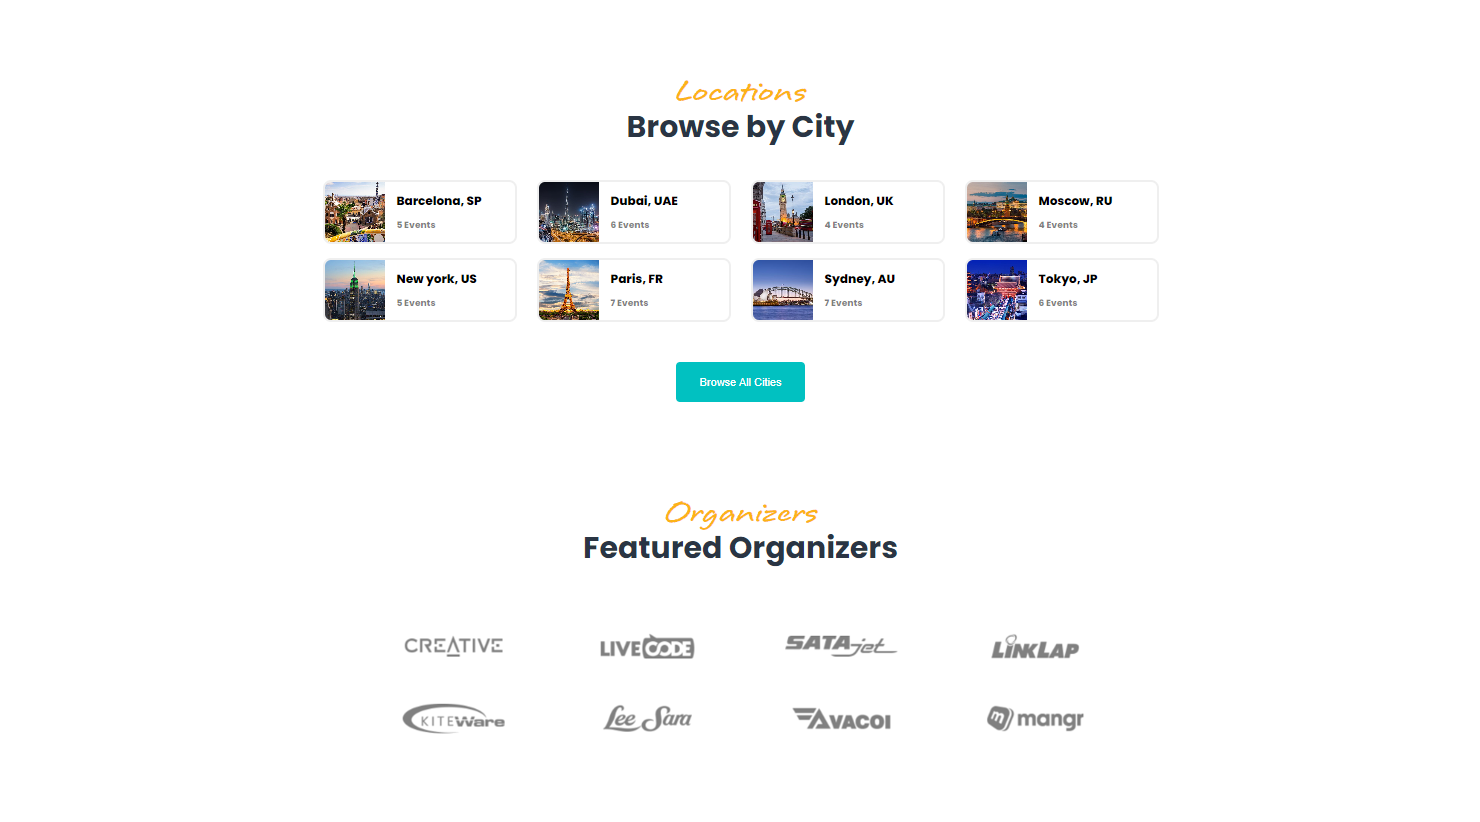 Locations
Browse by City
Barcelona, SP
5 Events
Dubai, UAE
6 Events
London, UK
4 Events
Moscow, RU
4 Events
New york, US
5 Events
Paris, FR
7 Events
Sydney, AU
7 Events
Tokyo, JP
6 Events
Browse All Cities
Organizers
Featured Organizers
CREATIVE
LIVECODE
SATAjet
LINKLAP
KITEWare
Lee Sara
AVACOI
m mangr